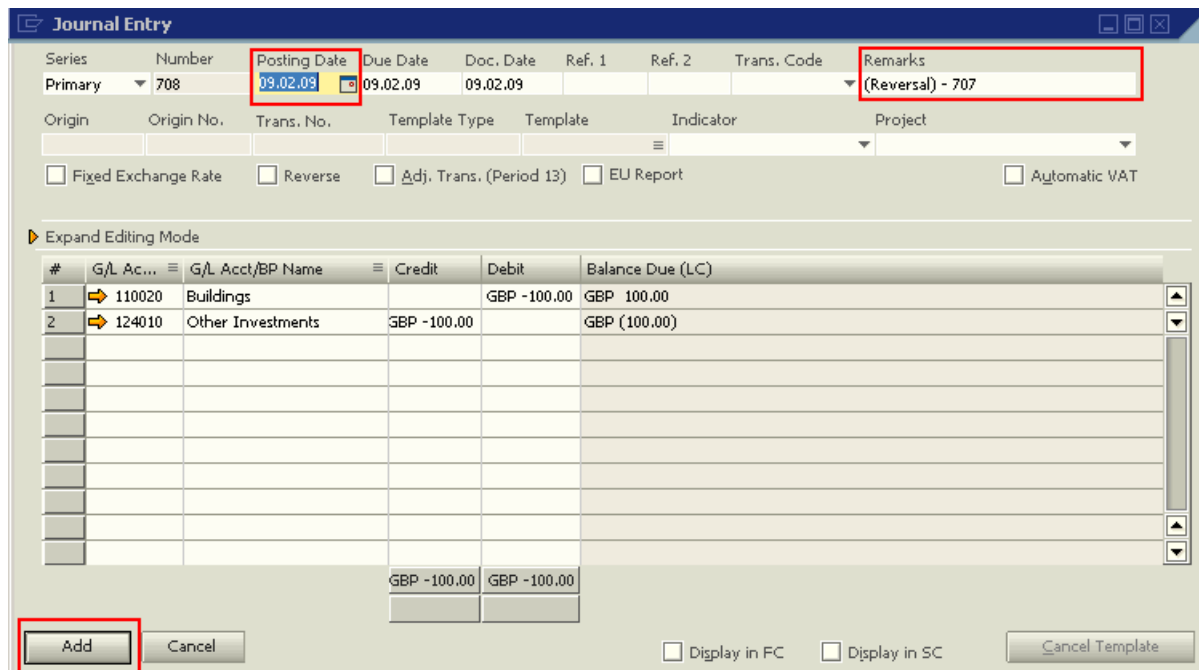 Journal Entry
Series Number Posting Date Due Date Doc. Date Ref. 1 Ref. 2 Trans. Code Remarks
Primary 708 09.02.09 09.02.09 09.02.09 (Reversal) - 707
Origin Origin No. Trans. No. Template Type Template Indicator Project
Fixed Exchange Rate Reverse Adj. Trans. (Period 13) EU Report Automatic VAT
Expand Editing Mode
# G/L Ac... G/L Acct/BP Name Credit Debit Balance Due (LC)
1 110020 Buildings GBP -100.00 GBP 100.00
2 124010 Other Investments GBP -100.00 GBP (100.00)
GBP -100.00 GBP -100.00
Add Cancel Display in FC Display in SC Cancel Template